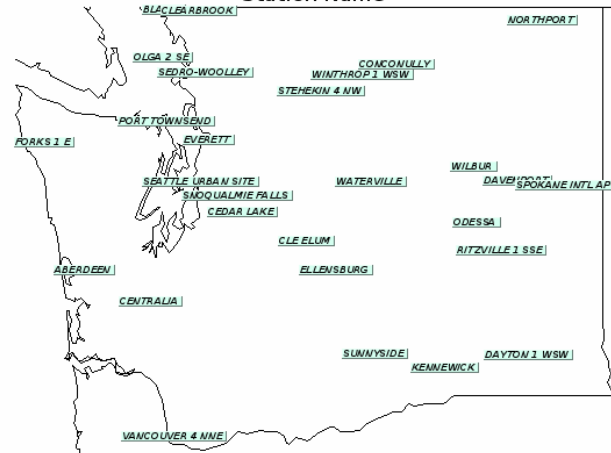 Station Name
CLEARBROOK
NORTHPORT
OLGA 2 SE
CONCONULLY
SEDRO-WOOLLEY
WINTHROP 1 WSW
STEHEKIN 4 NW
PORT TOWNSEND
EVERETT
FORKS 1 E
WILBUR
SEATTLE URBAN SITE
WATERVILLE
DAVENPORT
SPOKANE INTL AP
SNOQUALMIE FALLS
CEDAR LAKE
ODESSA
CLE ELUM
RITZVILLE 1 SSE
ABERDEEN
ELLENSBURG
CENTRALIA
SUNNYSIDE
DAYTON 1 WSW
KENNEWICK
VANCOUVER 4 NNE